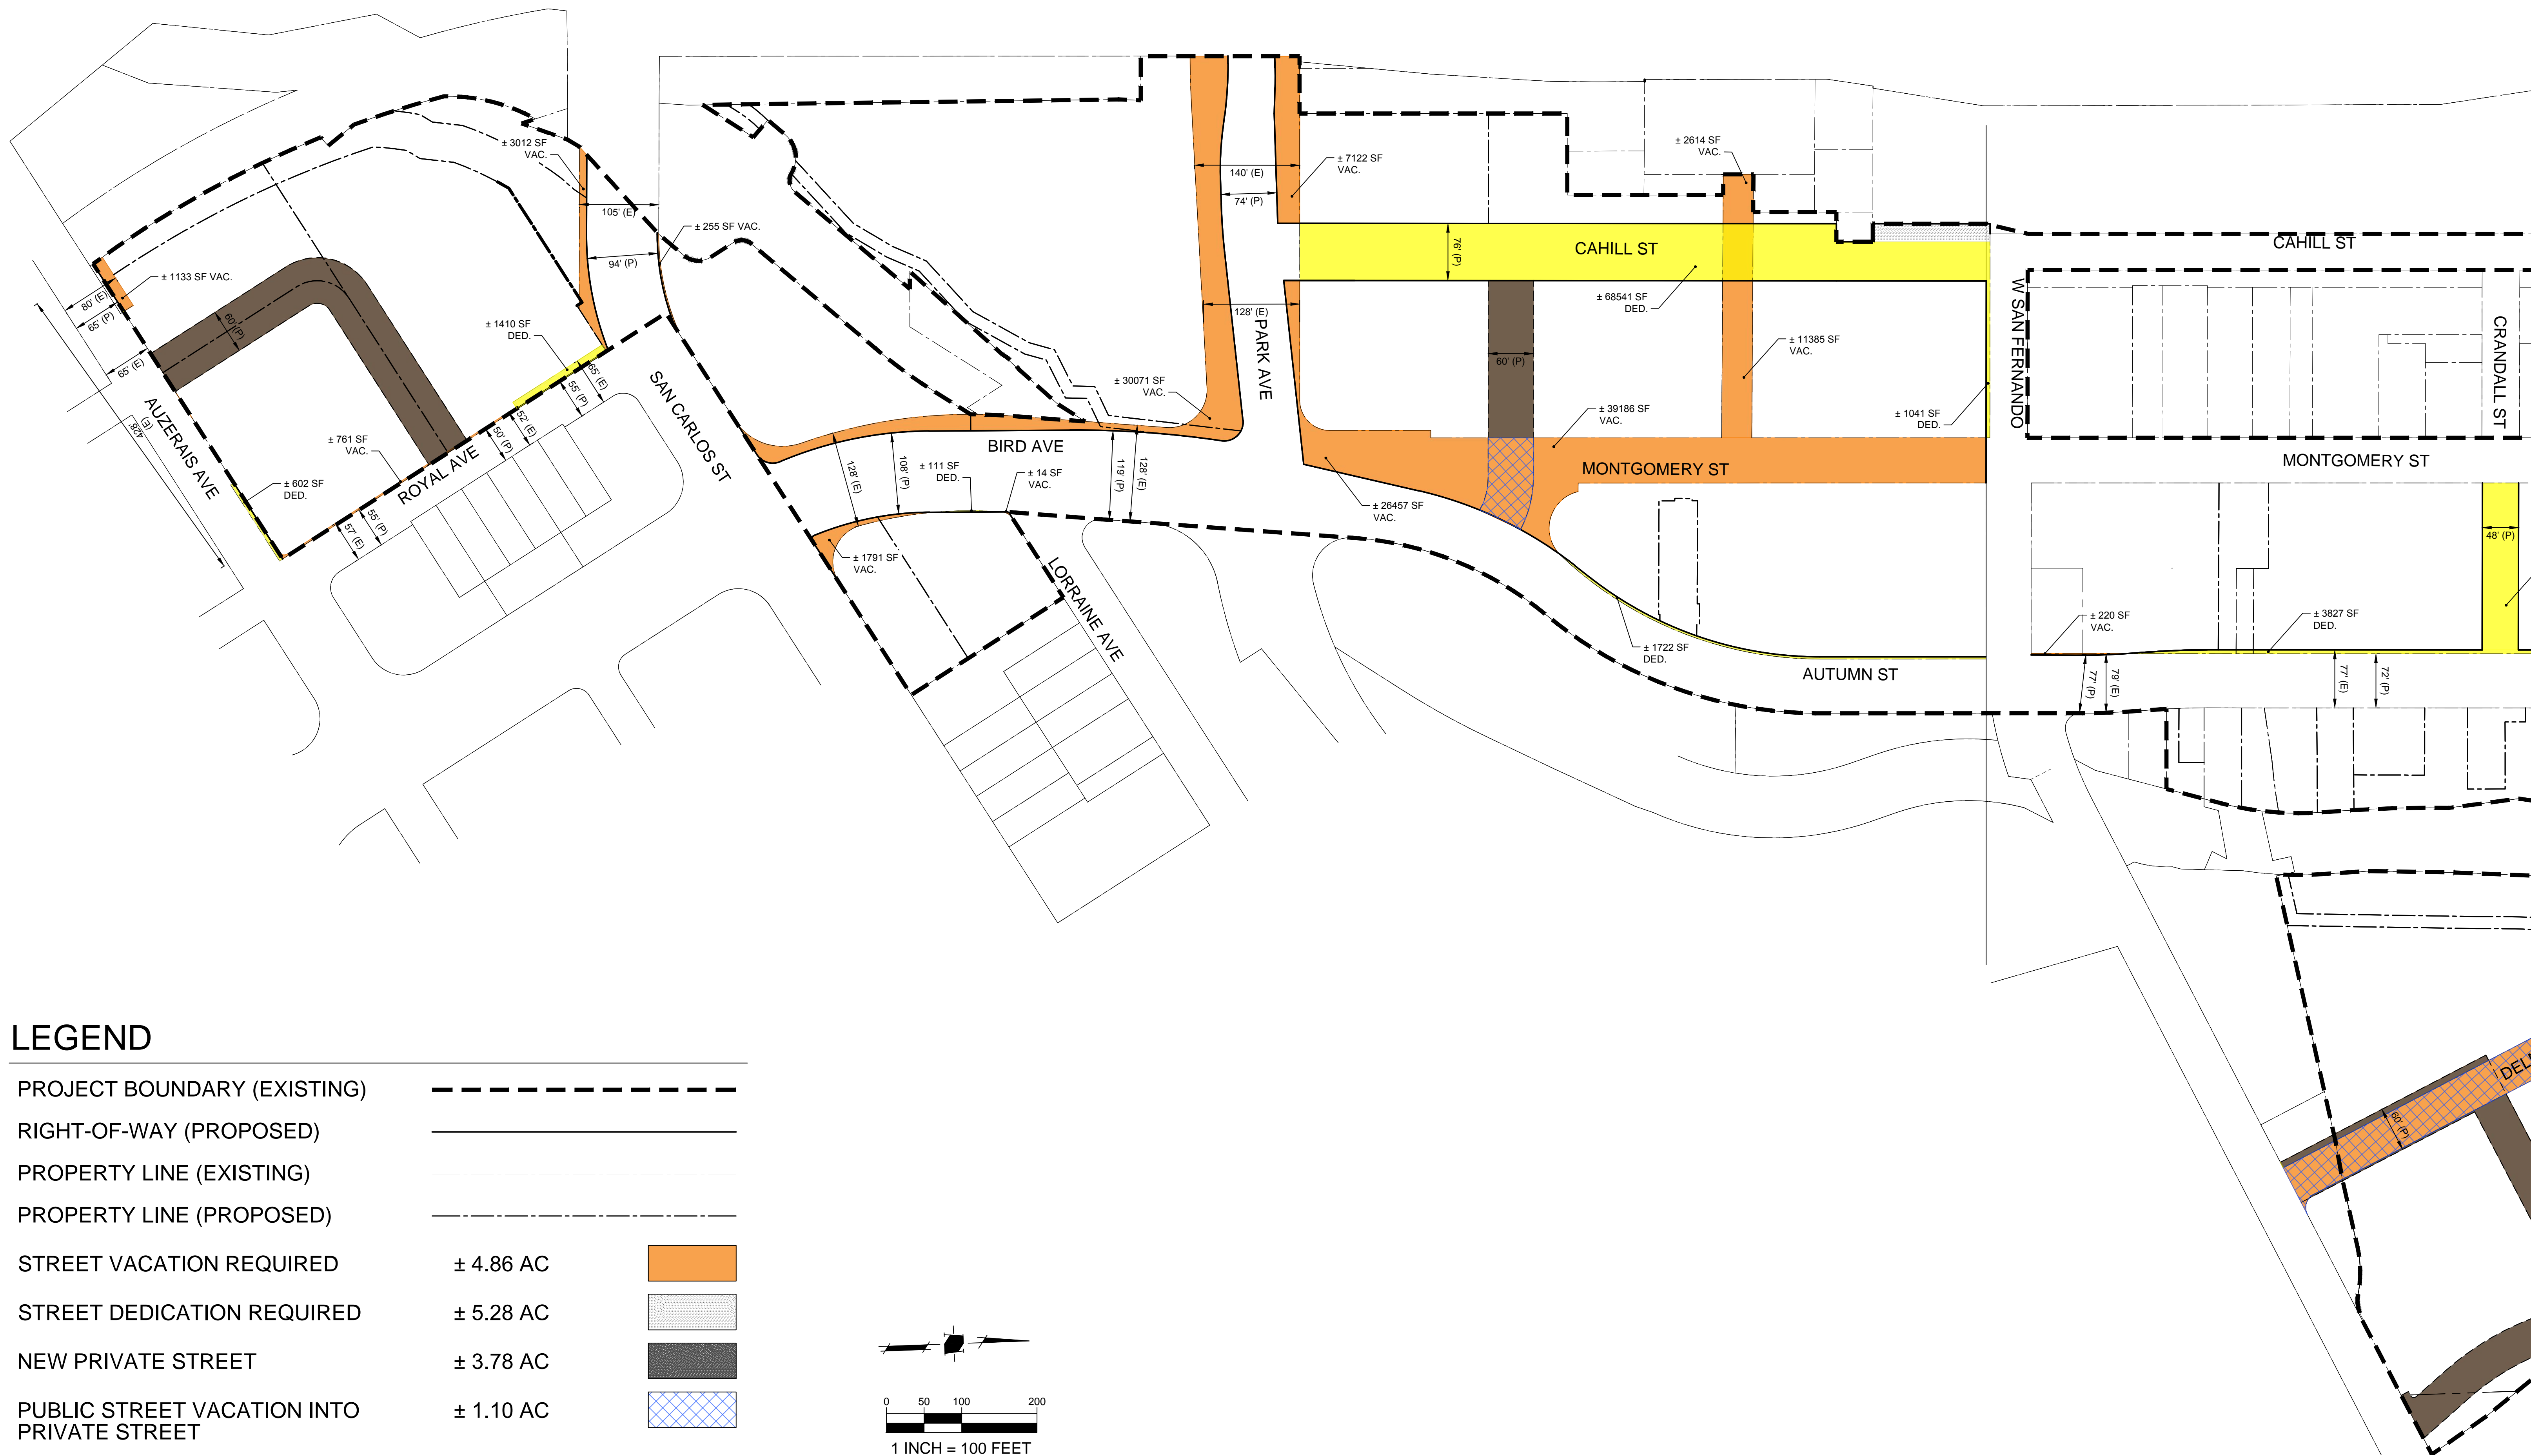 ± 3012 SF
VAC.
105' (E)
± 255 SF VAC.
94' (P)
± 1133 SF VAC.
80' (E)
65' (P)
65' (E)
60' (P)
± 1410 SF
DED.
65' (E)
55' (P)
52' (E)
50' (P)
± 761 SF
VAC.
ROYAL AVE
AUZERAIS AVE
428'
(E)
± 602 SF
DED.
57' (E)
55' (P)
SAN CARLOS ST
140' (E)
74' (P)
± 7122 SF
VAC.
128' (E)
PARK AVE
± 30071 SF
VAC.
BIRD AVE
128' (E)
108' (P)
± 111 SF
DED.
± 14 SF
VAC.
119' (P)
128' (E)
± 1791 SF
VAC.
LORRAINE AVE
± 2614 SF
VAC.
76' (P)
CAHILL ST
± 68541 SF
DED.
60' (P)
± 11385 SF
VAC.
± 39186 SF
VAC.
± 1041 SF
DED.
MONTGOMERY ST
± 26457 SF
VAC.
± 1722 SF
DED.
AUTUMN ST
CAHILL ST
W SAN FERNANDO
CRANDALL ST
MONTGOMERY ST
48' (P)
± 220 SF
VAC.
± 3827 SF
DED.
77' (P)
79' (E)
77' (E)
72' (P)
60' (P)
LEGEND
PROJECT BOUNDARY (EXISTING)
RIGHT-OF-WAY (PROPOSED)
PROPERTY LINE (EXISTING)
PROPERTY LINE (PROPOSED)
STREET VACATION REQUIRED ± 4.86 AC
STREET DEDICATION REQUIRED ± 5.28 AC
NEW PRIVATE STREET ± 3.78 AC
PUBLIC STREET VACATION INTO ± 1.10 AC
PRIVATE STREET
0 50 100 200
1 INCH = 100 FEET